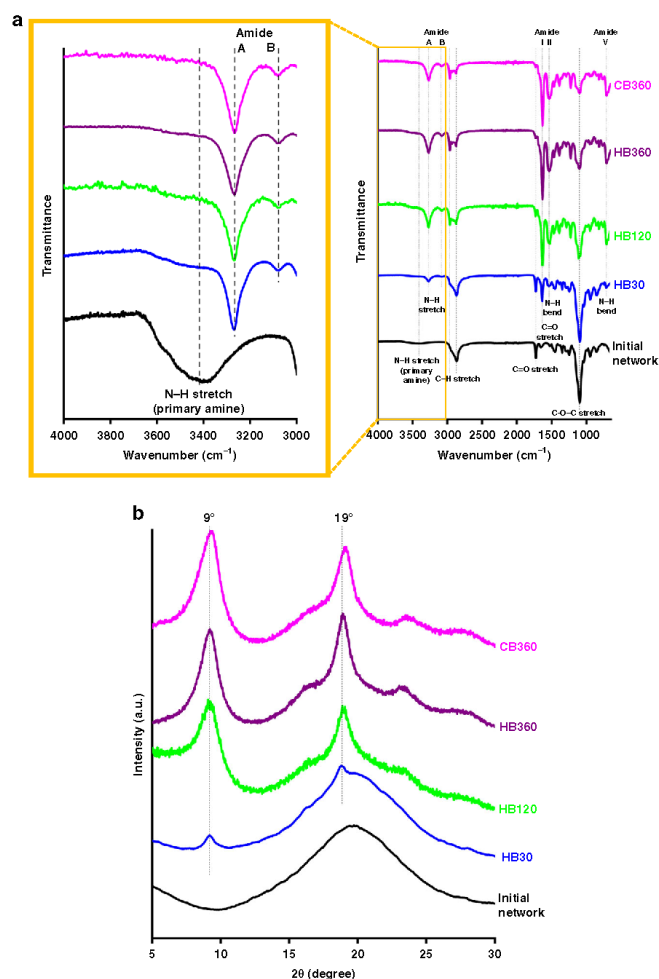 a
Amide
A B
Transmittance
N–H stretch
(primary amine)
4000 3800 3600 3400 3200 3000
Wavenumber (cm⁻¹)
Amide Amide Amide
A B I II V
CB360
HB360
HB120
HB30
Initial
network
Transmittance
N–H
stretch
N–H
bend
N–H
bend
C=O
stretch
N–H stretch
(primary
amine)
C–H stretch
C=O stretch
C-O–C stretch
4000 3500 3000 2500 2000 1500 1000
Wavenumber (cm⁻¹)
b
9° 19°
CB360
HB360
HB120
HB30
Initial
network
Intensity (a.u.)
5 10 15 20 25 30
2θ (degree)